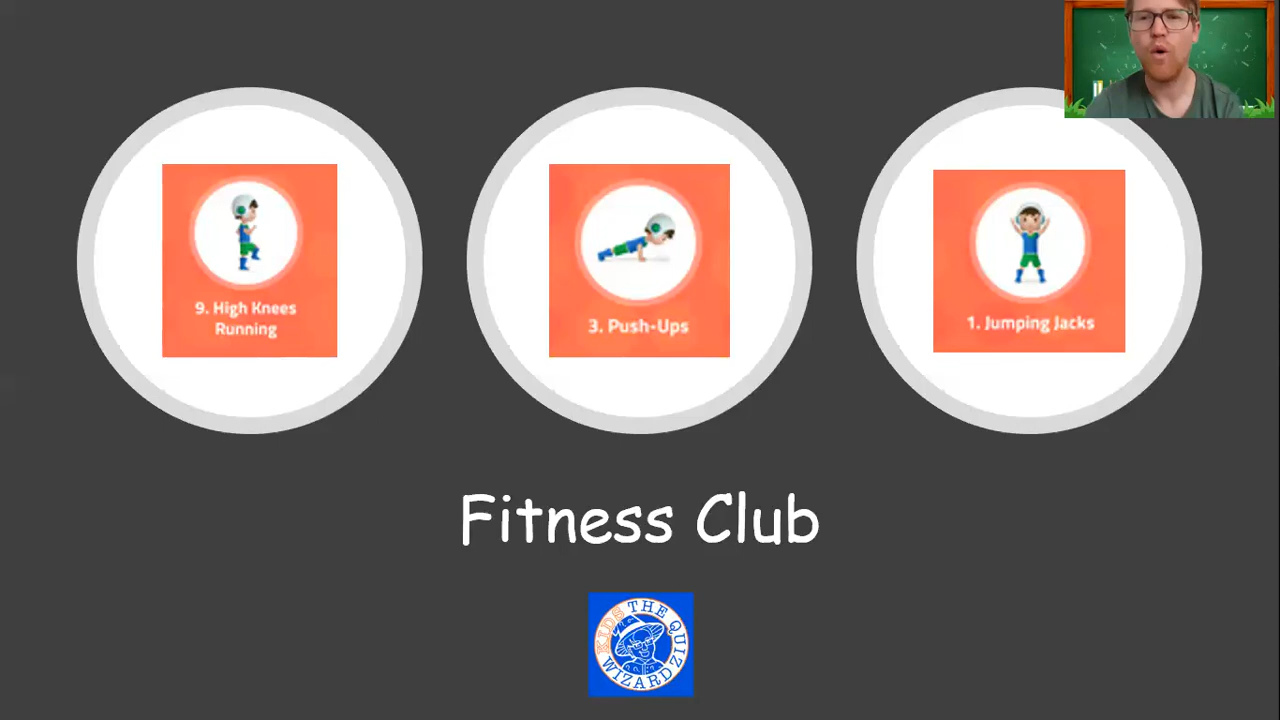 9. High Knees
Running
3. Push-Ups
1. Jumping Jacks
Fitness Club
KIDS THE QUIZ WIZARD